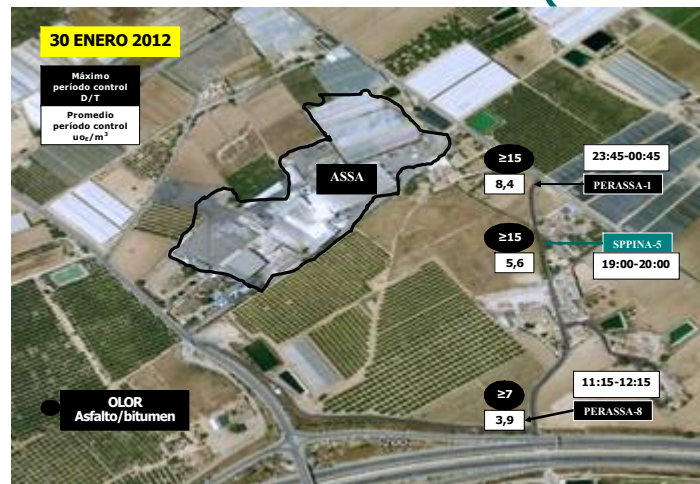 30 ENERO 2012
Máximo
período control
D/T
Promedio
período control
uoE/m³
ASSA
≥15
8,4
23:45-00:45
PERASSA-1
≥15
5,6
SPPINA-5
19:00-20:00
11:15-12:15
≥7
3,9
PERASSA-8
OLOR
Asfalto/bitumen